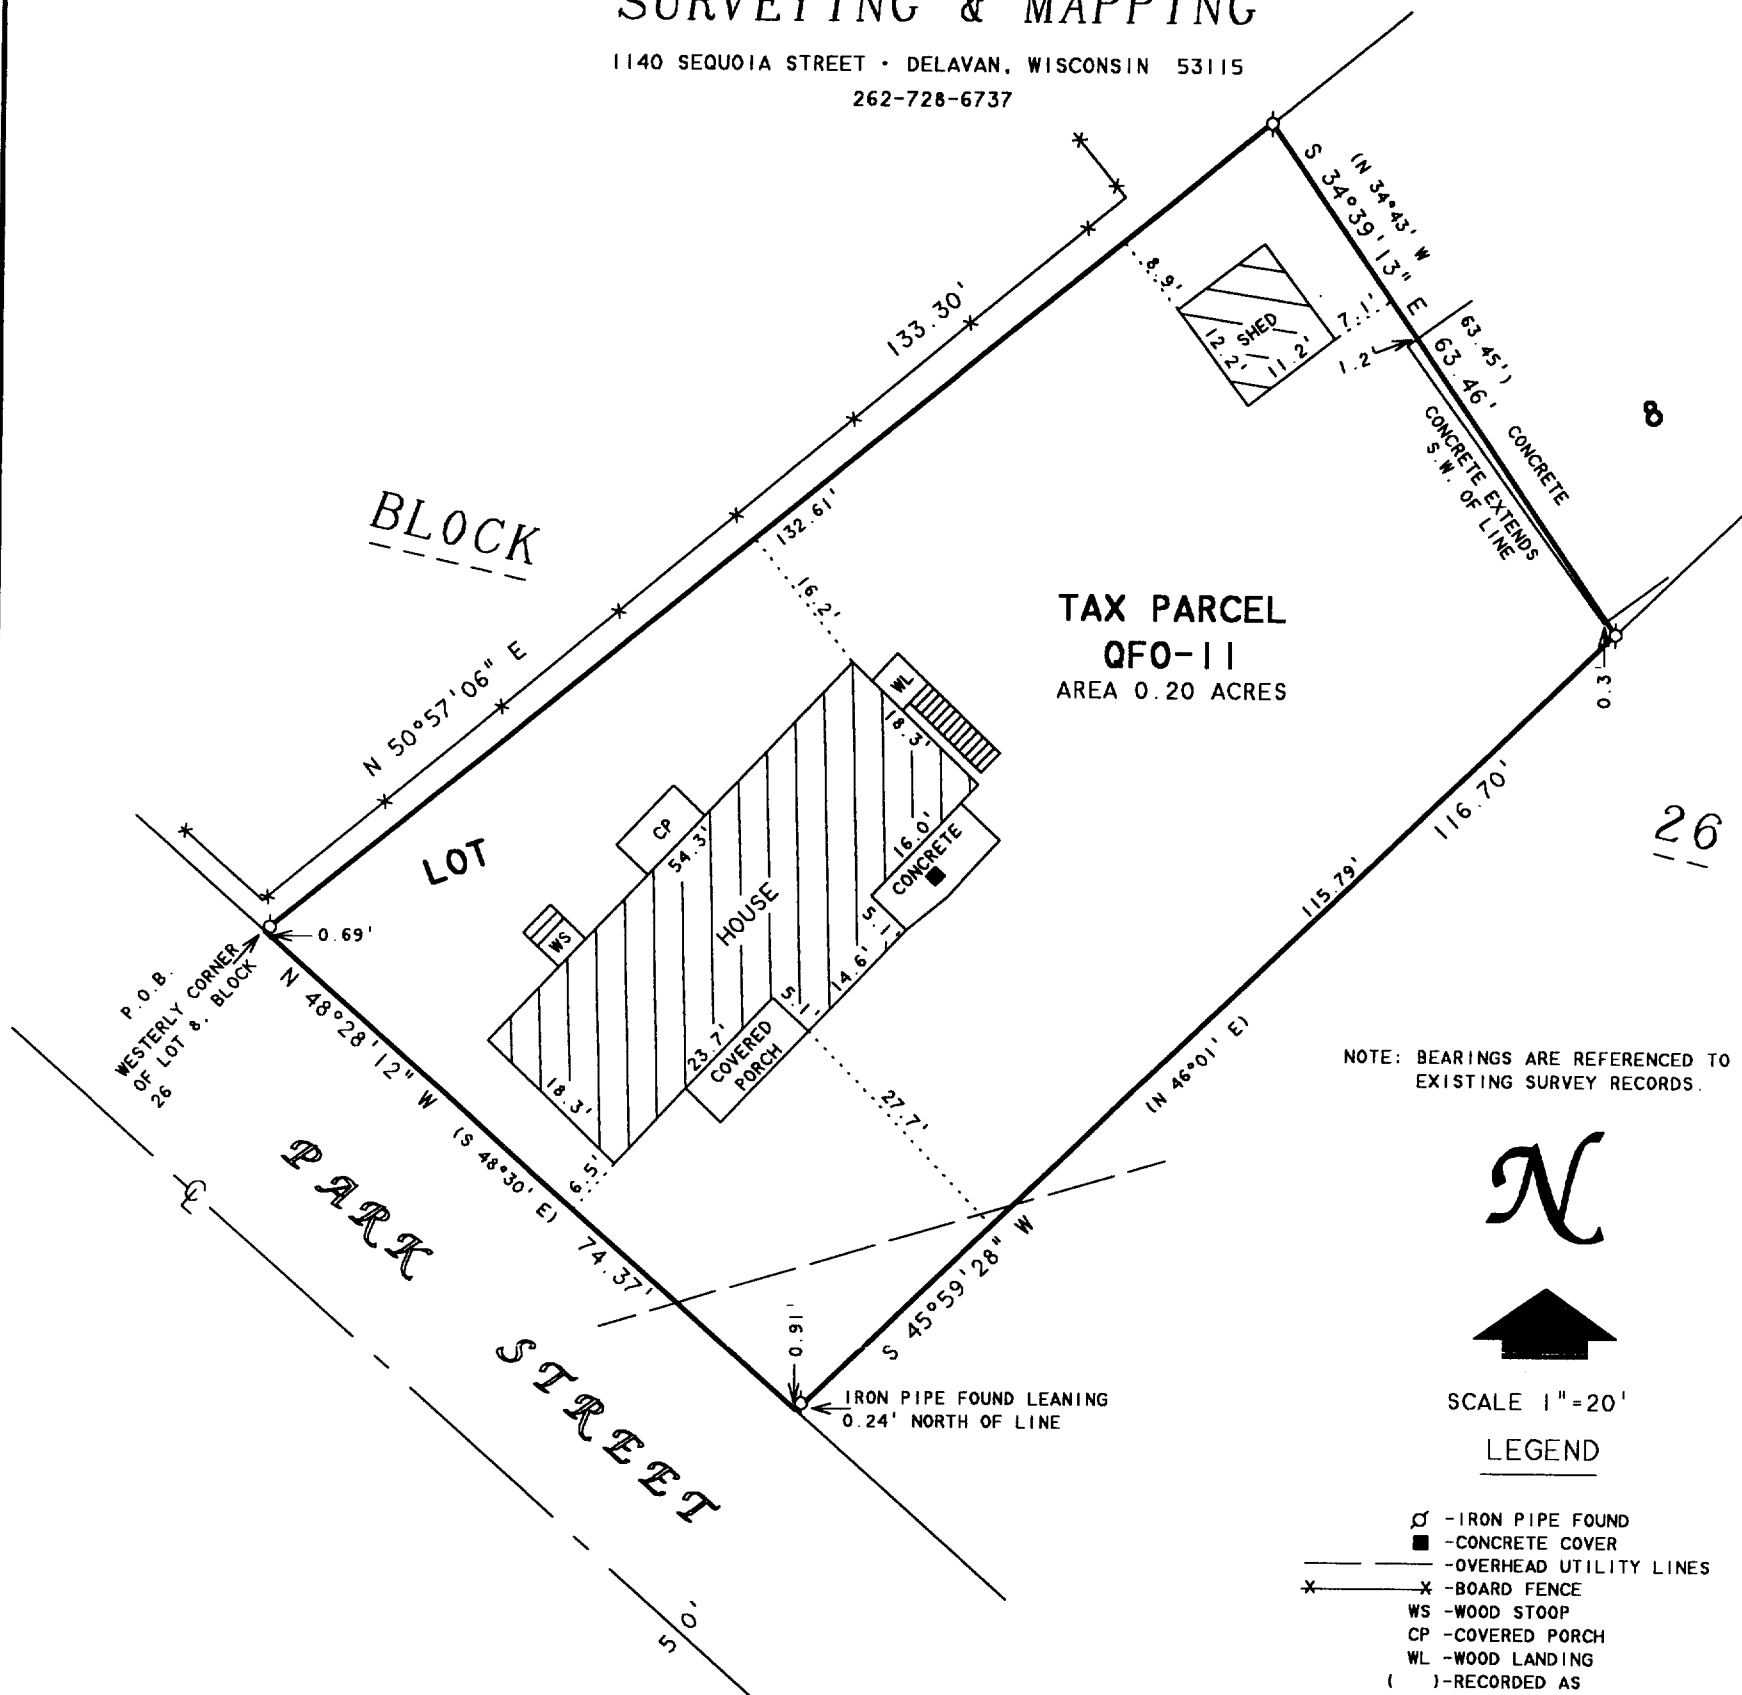 SURVEYING & MAPPING
1140 SEQUOIA STREET • DELAVAN, WISCONSIN 53115
262-728-6737
(N 34°43' W
63.45')
S 34°39'13" E 63.46'
133.30'
8.9'
SHED
12.2'
11.2'
7.1'
1.2'
8
CONCRETE
CONCRETE EXTENDS
S.W. OF LINE
BLOCK
132.61'
16.2'
TAX PARCEL
QFO-11
AREA 0.20 ACRES
N 50°57'06" E
WL
18.3'
0.3'
116.70'
26
CP
54.3'
16.0'
CONCRETE
LOT
HOUSE
115.79'
5.1'
WS
14.6'
0.69'
P.O.B.
WESTERLY CORNER
OF LOT 8, BLOCK
26
N 48°28'12" W
(S 48°30' E)
74.37'
5.1'
23.7'
COVERED
PORCH
18.3'
6.5'
27.7'
(N 46°01' E)
NOTE: BEARINGS ARE REFERENCED TO
EXISTING SURVEY RECORDS.
N
PARK STREET
℄
S 45°59'28" W
0.91'
IRON PIPE FOUND LEANING
0.24' NORTH OF LINE
SCALE 1"=20'
LEGEND
-IRON PIPE FOUND
-CONCRETE COVER
-OVERHEAD UTILITY LINES
X X -BOARD FENCE
WS -WOOD STOOP
CP -COVERED PORCH
WL -WOOD LANDING
( )-RECORDED AS
50'